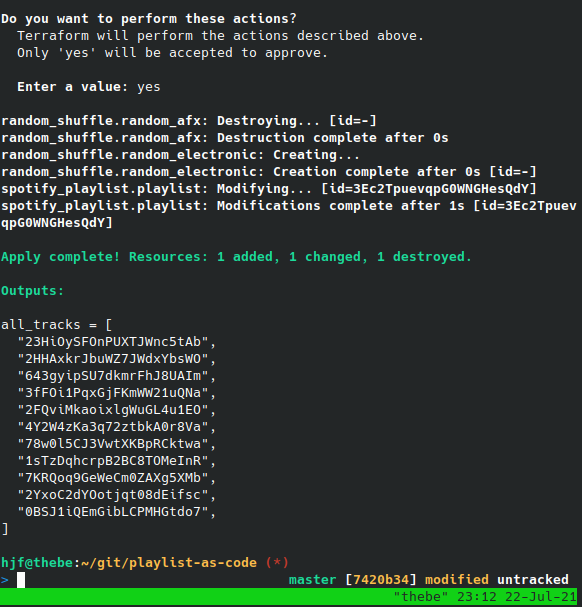 Do you want to perform these actions?
  Terraform will perform the actions described above.
  Only 'yes' will be accepted to approve.

  Enter a value: yes

random_shuffle.random_afx: Destroying... [id=-]
random_shuffle.random_afx: Destruction complete after 0s
random_shuffle.random_electronic: Creating...
random_shuffle.random_electronic: Creation complete after 0s [id=-]
spotify_playlist.playlist: Modifying... [id=3Ec2TpuevqpG0WNGHesQdY]
spotify_playlist.playlist: Modifications complete after 1s [id=3Ec2Tpuev
qpG0WNGHesQdY]

Apply complete! Resources: 1 added, 1 changed, 1 destroyed.

Outputs:

all_tracks = [
  "23HiOySFOnPUXTJWnc5tAb",
  "2HHAxkrJbuWZ7JWdxYbsWO",
  "643gyipSU7dkmrFhJ8UAIm",
  "3fFOi1PqxGjFKmWW21uQNa",
  "2FQviMkaoixlgWuGL4u1EO",
  "4Y2W4zKa3q72ztbkA0r8Va",
  "78w0l5CJ3VwtXKBpRCktwa",
  "1sTzDqhcrpB2BC8TOMeInR",
  "7KRQoq9GeWeCm0ZAXg5XMb",
  "2YxoC2dYOotjqt08dEifsc",
  "0BSJ1iQEmGibLCPMHGtdo7",
]

hjf@thebe:~/git/playlist-as-code (*)
> master [7420b34] modified untracked
"thebe" 23:12 22-Jul-21